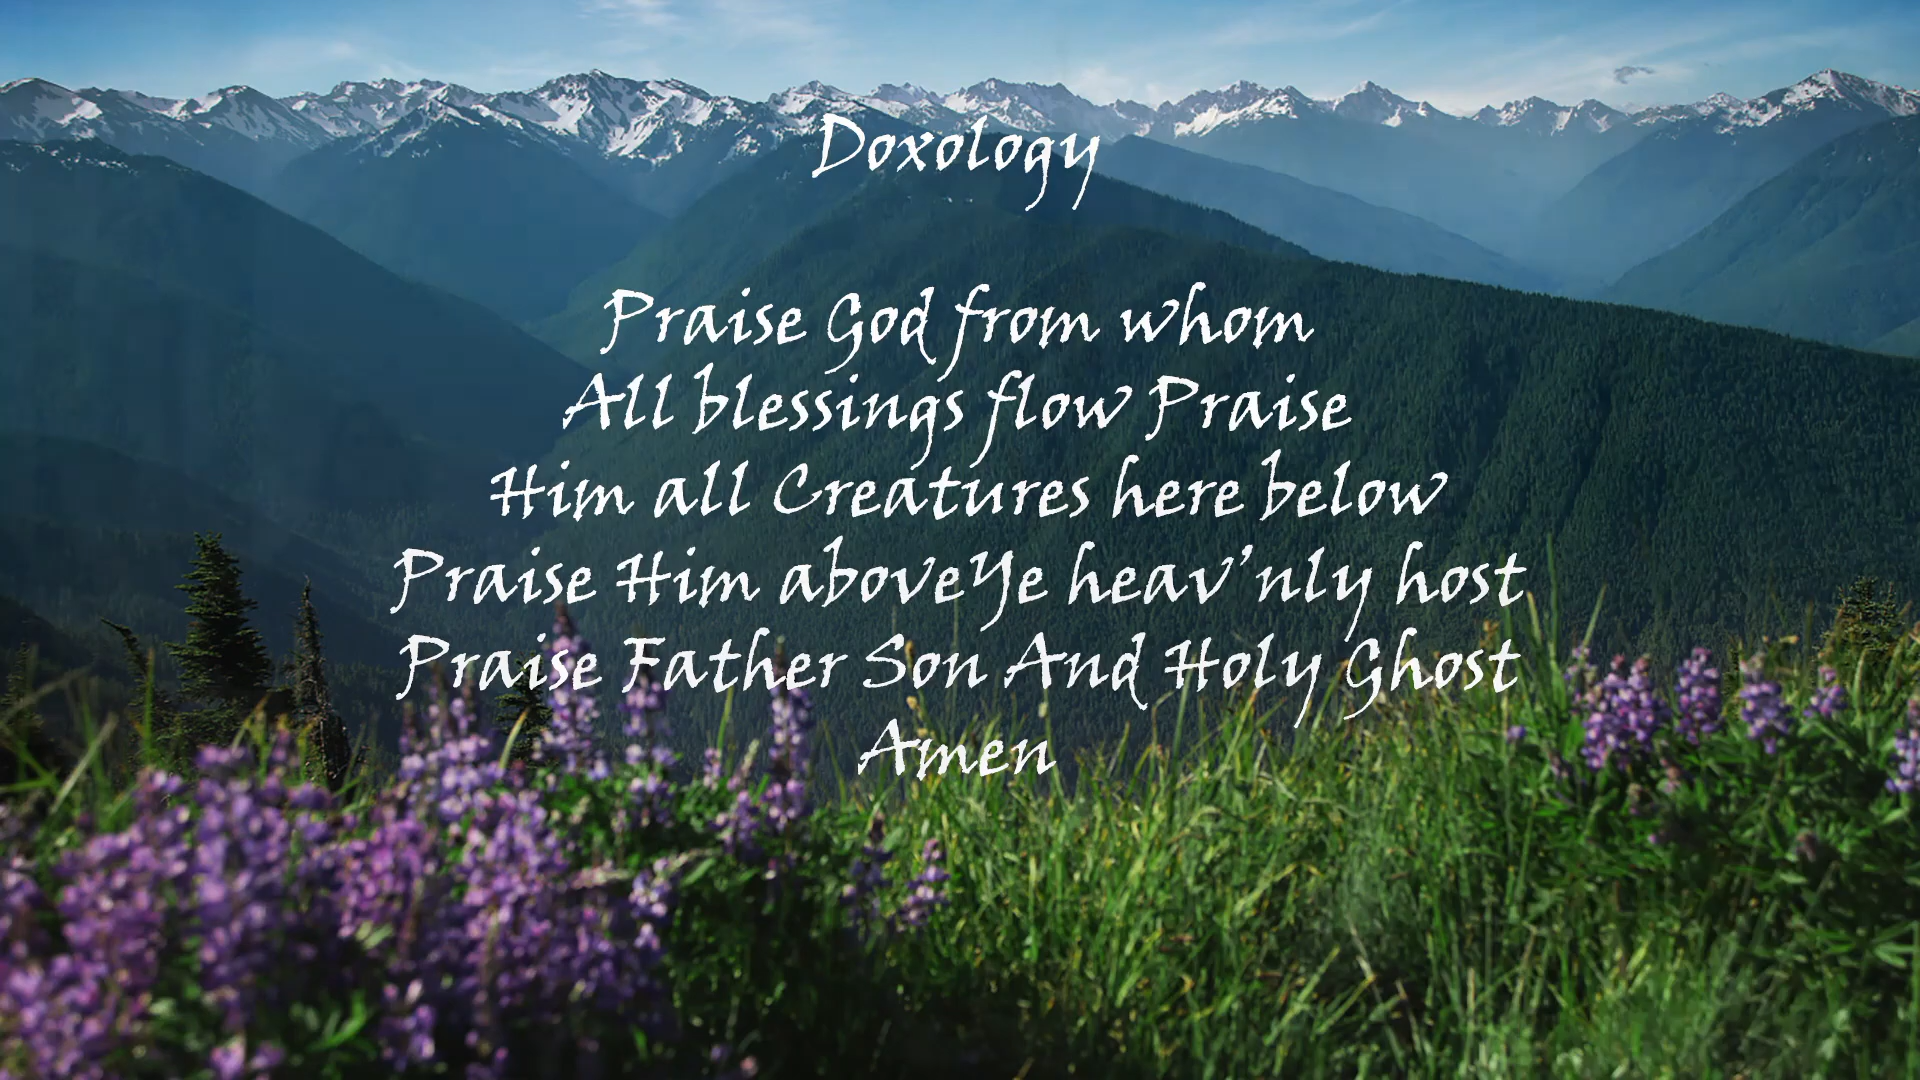 Doxology
Praise God from whom
All blessings flow Praise
Him all Creatures here below
Praise Him aboveYe heav’nly host
Praise Father Son And Holy Ghost
Amen